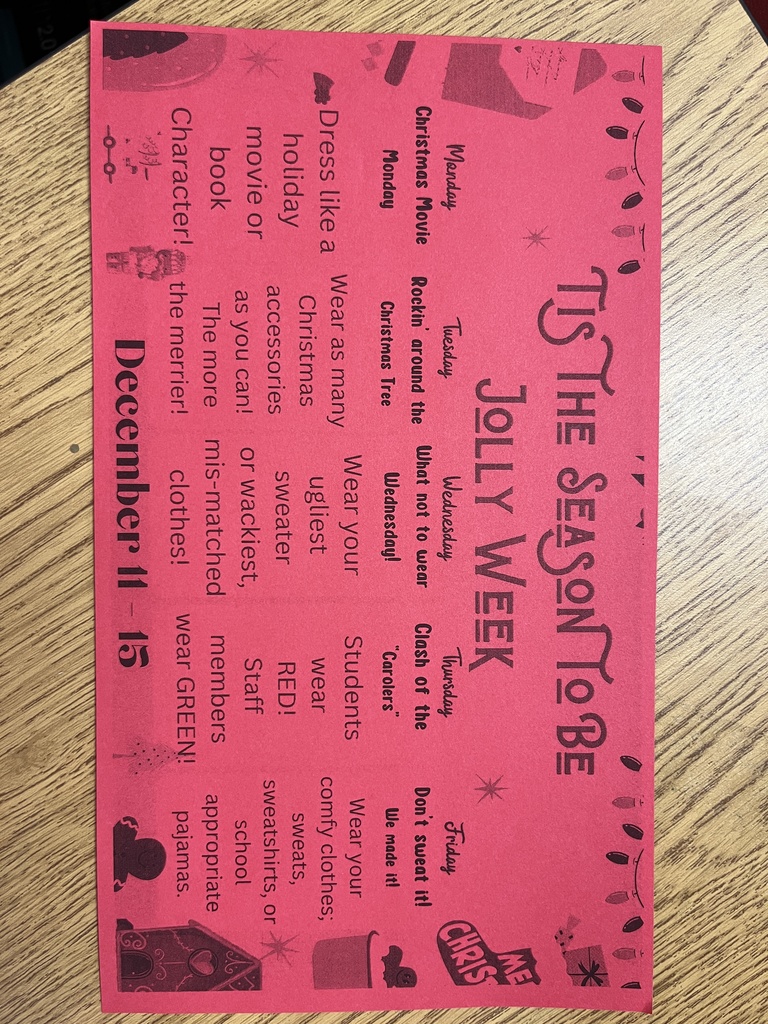 'TIS THE SEASON TO BE
JOLLY WEEK
Monday
Christmas Movie
Monday
Dress like a
holiday
movie or
book
Character!
Tuesday
Rockin' around the
Christmas Tree
Wear as many
Christmas
accessories
as you can!
The more
the merrier!
Wednesday
What not to wear
Wednesday!
Wear your
ugliest
sweater
or wackiest,
mis-matched
clothes!
Thursday
Clash of the
"Carolers"
Students
wear
RED!
Staff
members
wear GREEN!
Friday
Don't sweat it!
We made it!
Wear your
comfy clothes;
sweats,
sweatshirts, or
school
appropriate
pajamas.
December 11 – 15
ME
CHRIS